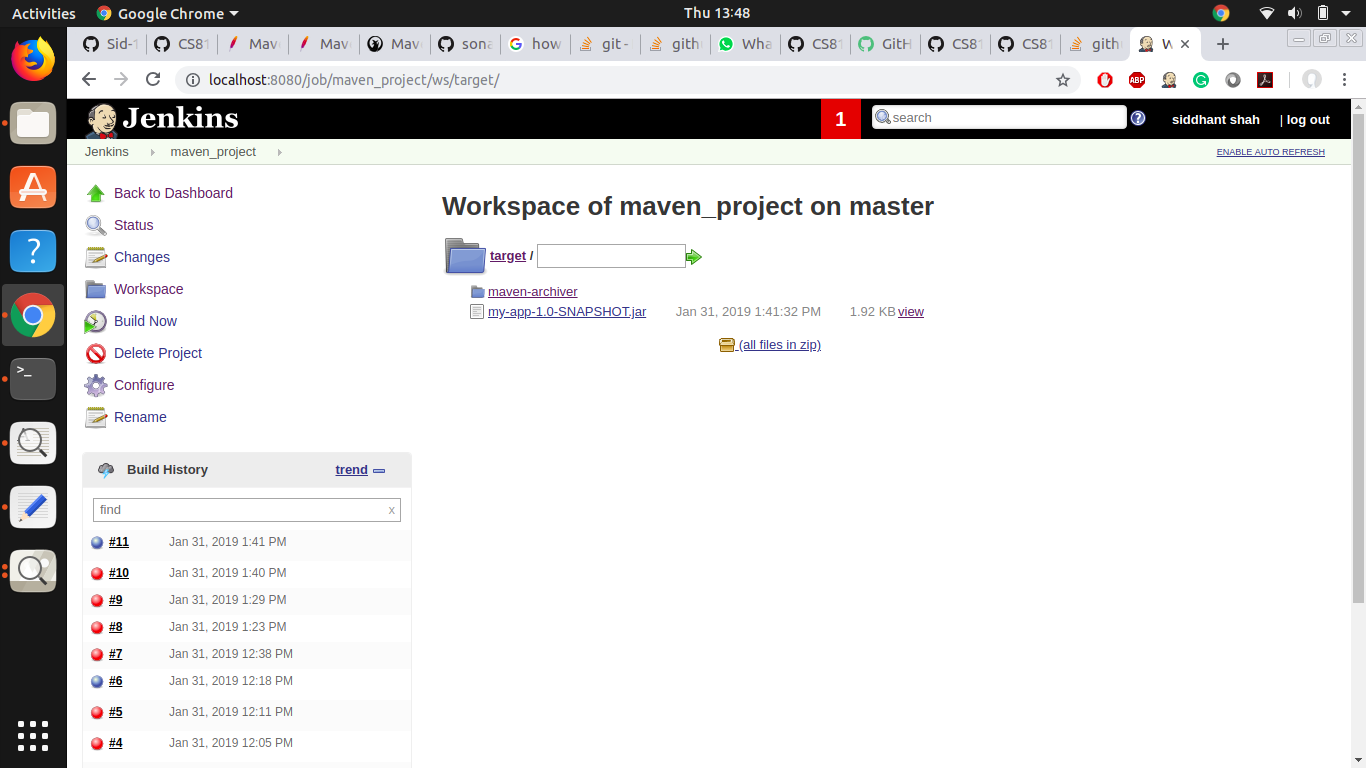 Activities Google Chrome Thu 13:48
Sid-1 CS81 Mave Mave Mave sona how git - githu Wha CS81 GitH CS81 CS81 githu W
localhost:8080/job/maven_project/ws/target/
ABP
Jenkins 1 search siddhant shah | log out
Jenkins maven_project ENABLE AUTO REFRESH
Back to Dashboard
Status
Changes
Workspace
Build Now
Delete Project
Configure
Rename
Workspace of maven_project on master
target /
maven-archiver
my-app-1.0-SNAPSHOT.jar Jan 31, 2019 1:41:32 PM 1.92 KB view
(all files in zip)
Build History trend
find x
#11 Jan 31, 2019 1:41 PM
#10 Jan 31, 2019 1:40 PM
#9 Jan 31, 2019 1:29 PM
#8 Jan 31, 2019 1:23 PM
#7 Jan 31, 2019 12:38 PM
#6 Jan 31, 2019 12:18 PM
#5 Jan 31, 2019 12:11 PM
#4 Jan 31, 2019 12:05 PM